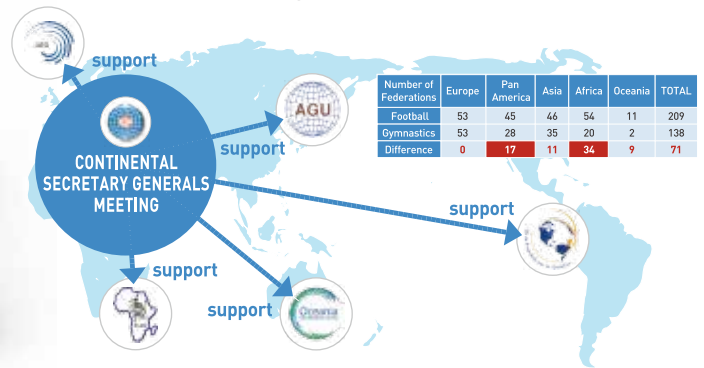 support
AGU
support
CONTINENTAL
SECRETARY GENERALS
MEETING
support
support
support
Oceania
Number of Federations Europe Pan America Asia Africa Oceania TOTAL
Football 53 45 46 54 11 209
Gymnastics 53 28 35 20 2 138
Difference 0 17 11 34 9 71